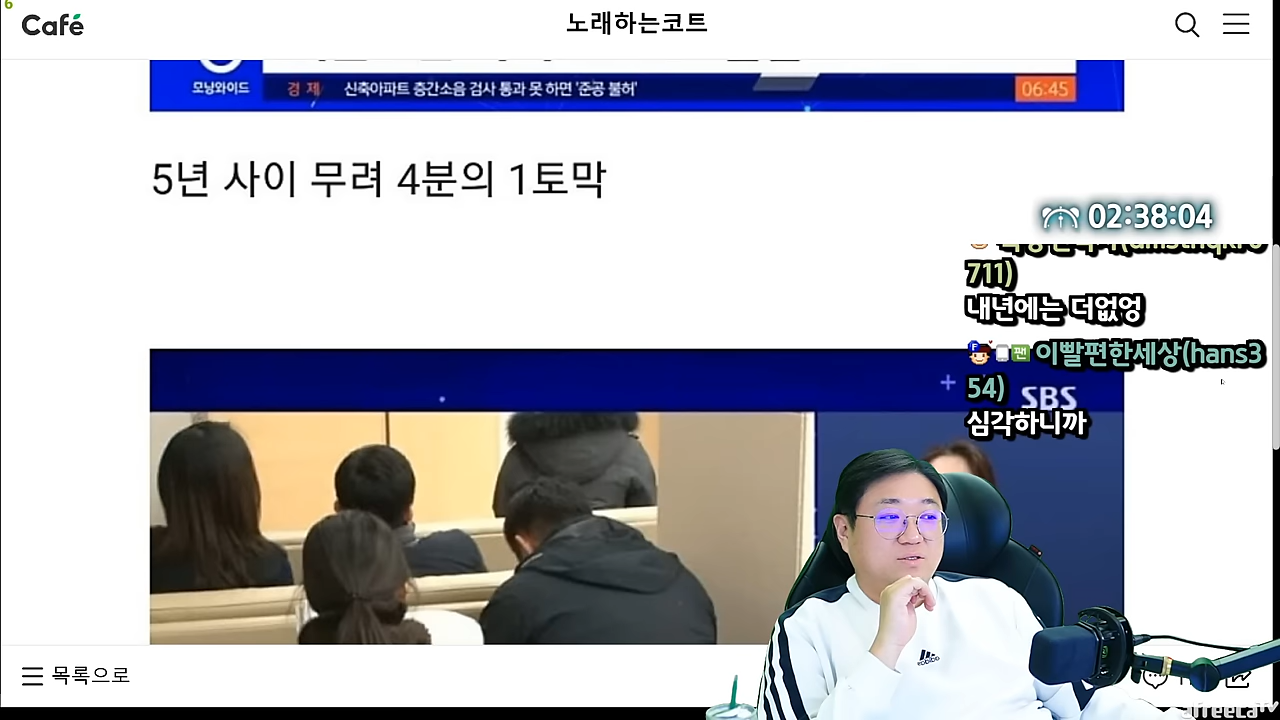 6
Café
노래하는코트
모닝와이드
경제
신축아파트 층간소음 검사 통과 못 하면 '준공 불허'
06:45
5년 사이 무려 4분의 1토막
02:38:04
711)
내년에는 더없엉
팬 이빨편한세상(hans3
54)
SBS
심각하니까
adidas
목록으로
afreecaTV